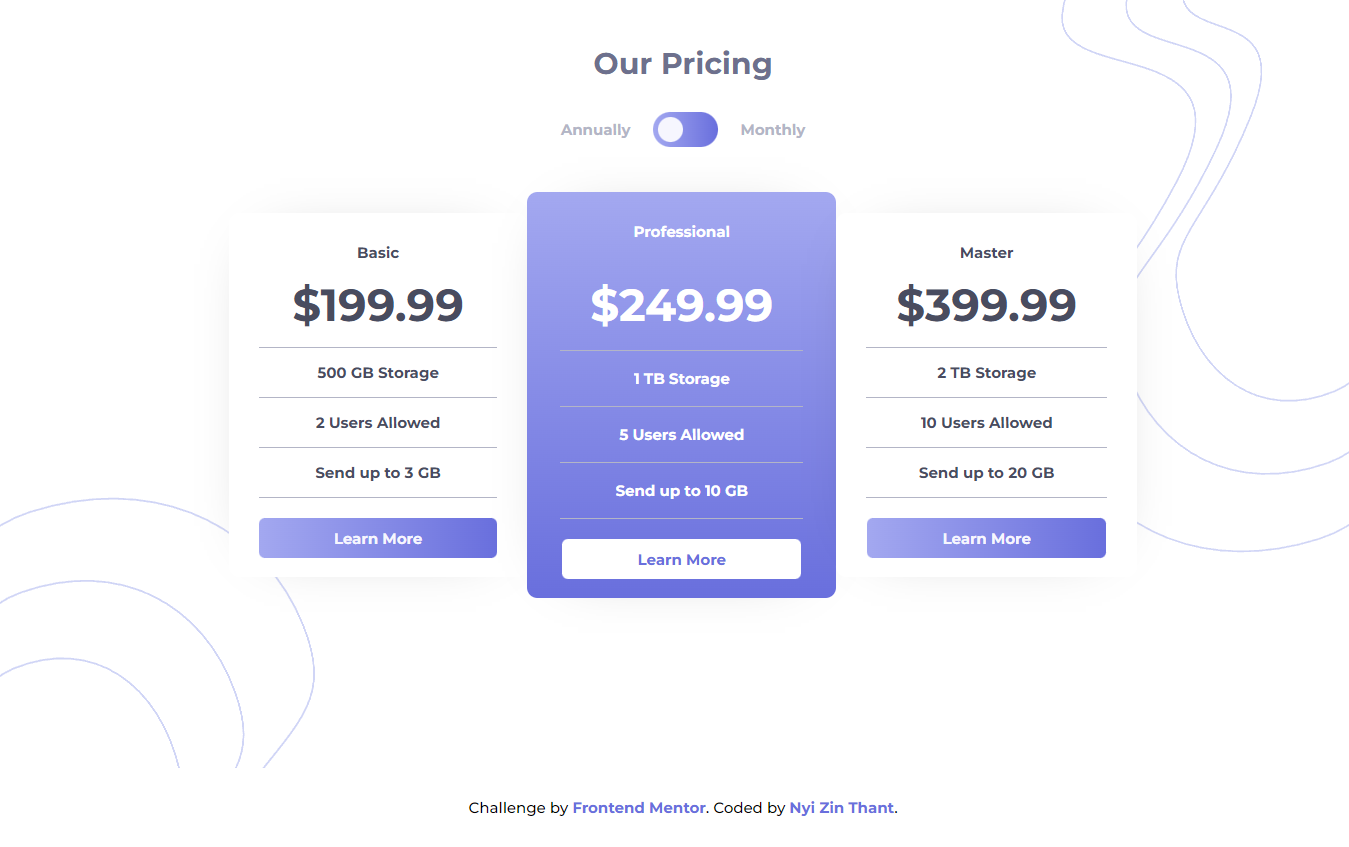 Our Pricing
Annually Monthly
Basic
$199.99
500 GB Storage
2 Users Allowed
Send up to 3 GB
Learn More
Professional
$249.99
1 TB Storage
5 Users Allowed
Send up to 10 GB
Learn More
Master
$399.99
2 TB Storage
10 Users Allowed
Send up to 20 GB
Learn More
Challenge by Frontend Mentor. Coded by Nyi Zin Thant.